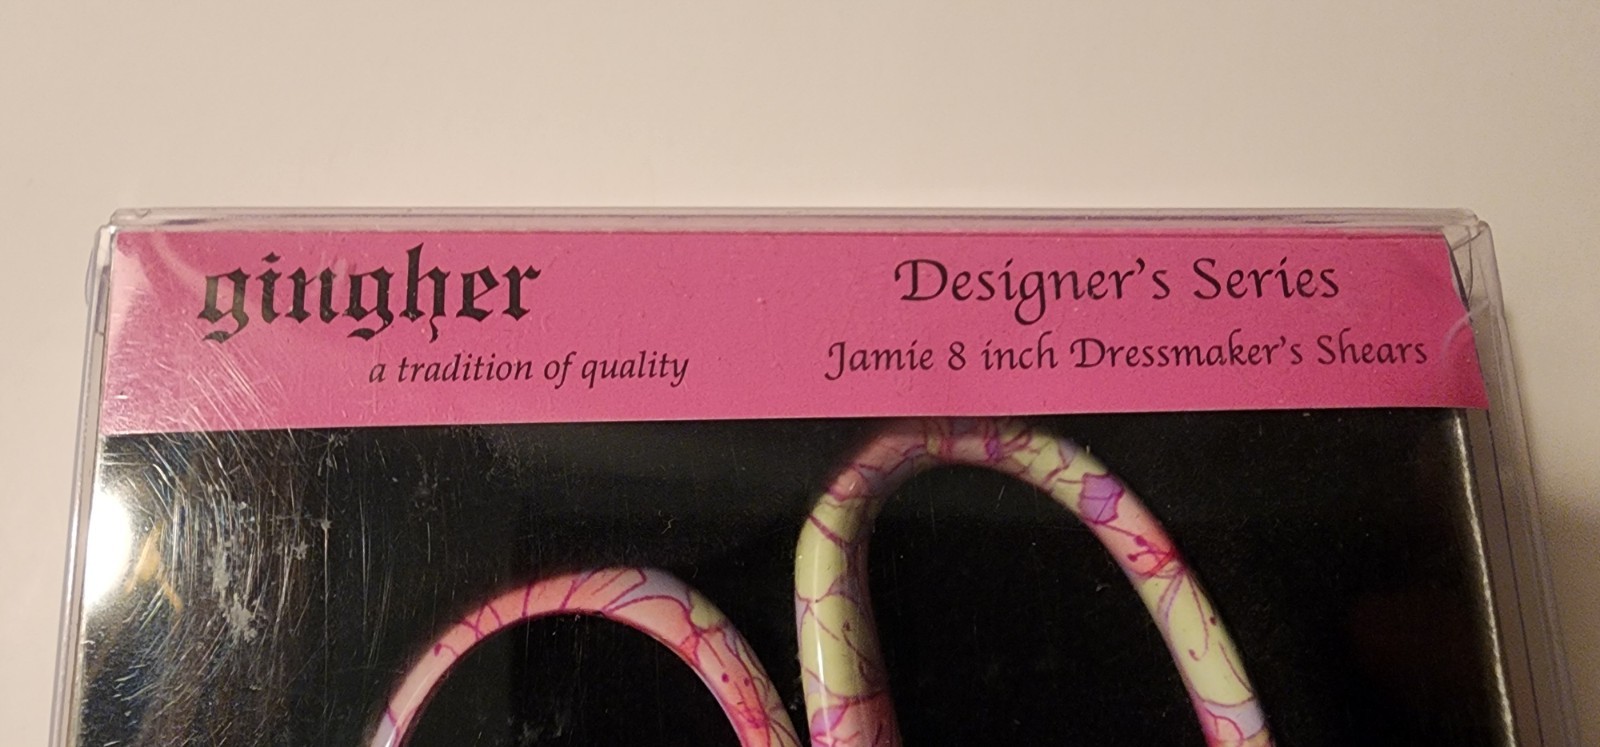 gingher
a tradition of quality
Designer's Series
Jamie 8 inch Dressmaker's Shears